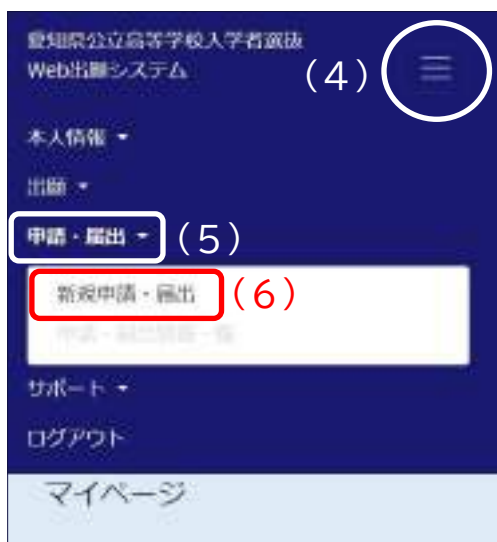 愛知県公立高等学校入学者選抜
Web出願システム
(4)
本人情報
出願
申請・届出
(5)
新規申請・届出
(6)
サポート
ログアウト
マイページ